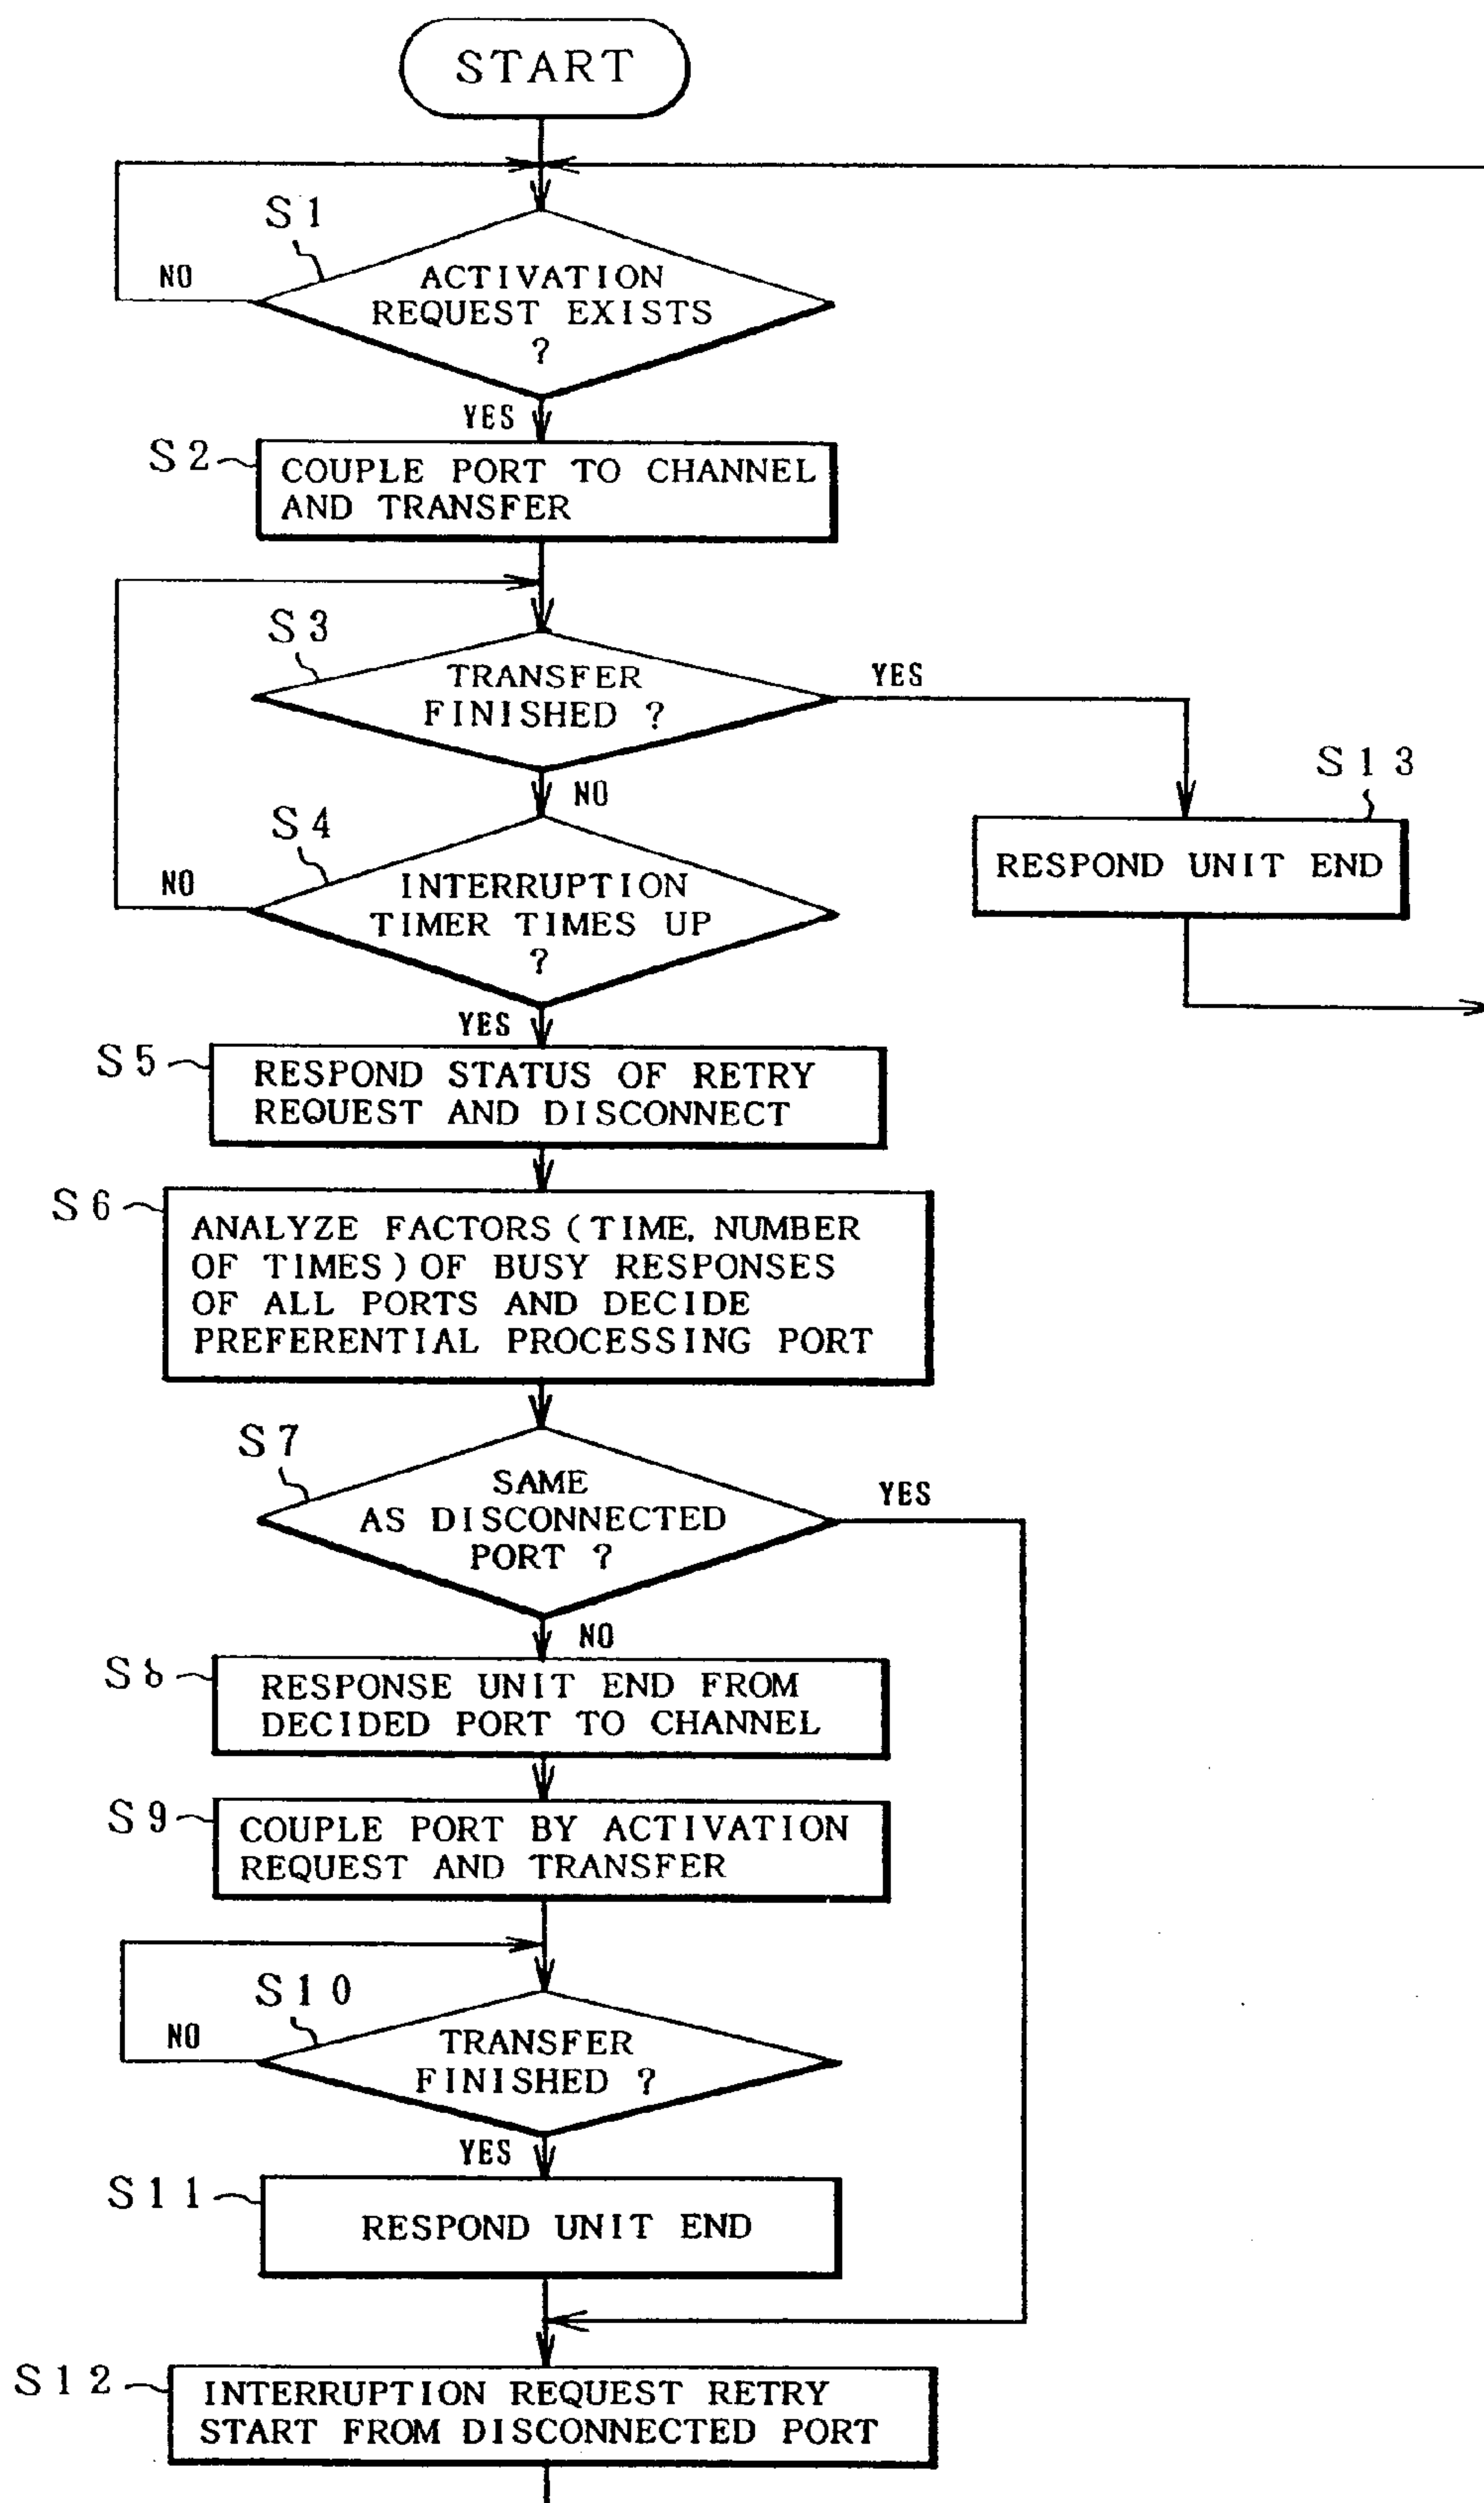 START
S1
NO
ACTIVATION
REQUEST EXISTS
?
YES
S2
COUPLE PORT TO CHANNEL
AND TRANSFER
S3
TRANSFER
FINISHED ?
YES
NO
S13
RESPOND UNIT END
S4
NO
INTERRUPTION
TIMER TIMES UP
?
YES
S5
RESPOND STATUS OF RETRY
REQUEST AND DISCONNECT
S6
ANALYZE FACTORS (TIME, NUMBER
OF TIMES) OF BUSY RESPONSES
OF ALL PORTS AND DECIDE
PREFERENTIAL PROCESSING PORT
S7
SAME
AS DISCONNECTED
PORT ?
YES
NO
S8
RESPONSE UNIT END FROM
DECIDED PORT TO CHANNEL
S9
COUPLE PORT BY ACTIVATION
REQUEST AND TRANSFER
S10
NO
TRANSFER
FINISHED ?
YES
S11
RESPOND UNIT END
S12
INTERRUPTION REQUEST RETRY
START FROM DISCONNECTED PORT